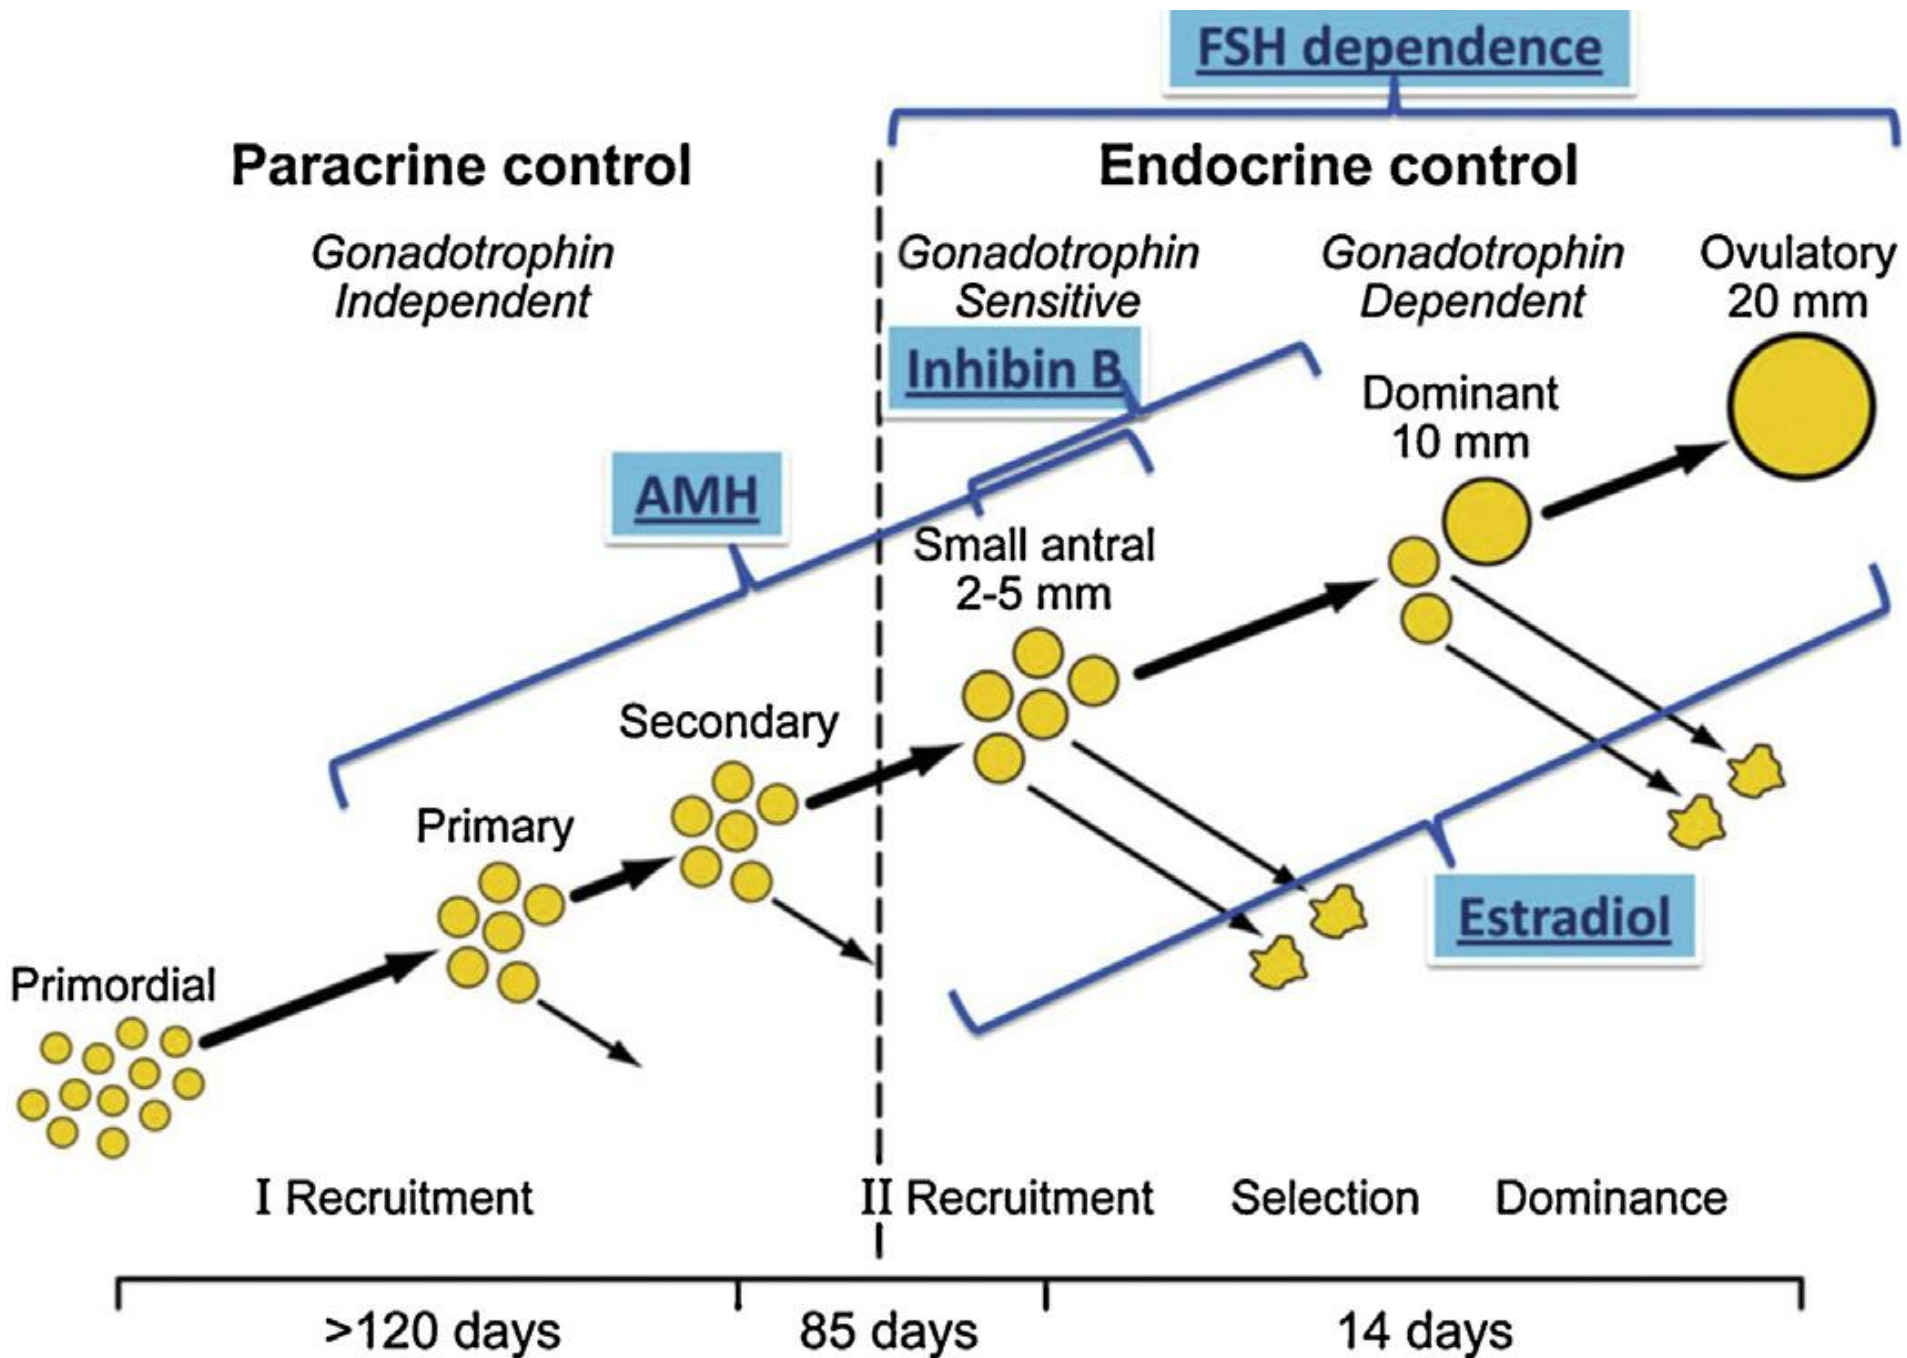 FSH dependence
Paracrine control
Endocrine control
Gonadotrophin
Independent
Gonadotrophin
Sensitive
Gonadotrophin
Dependent
Ovulatory
20 mm
Inhibin B
Dominant
10 mm
AMH
Small antral
2-5 mm
Secondary
Primary
Estradiol
Primordial
I Recruitment
II Recruitment
Selection
Dominance
>120 days
85 days
14 days